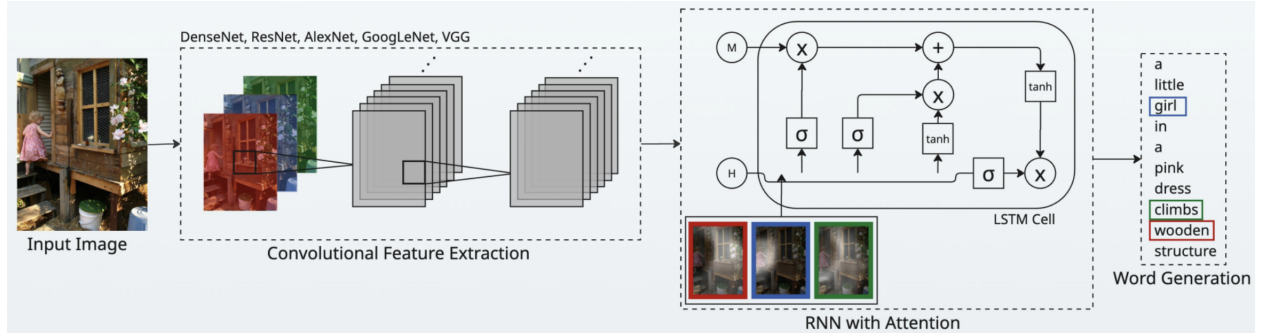 DenseNet, ResNet, AlexNet, GoogLeNet, VGG
Input Image
Convolutional Feature Extraction
M
x
+
tanh
x
σ
σ
tanh
H
σ
x
LSTM Cell
RNN with Attention
a
little
girl
in
a
pink
dress
climbs
wooden
structure
Word Generation